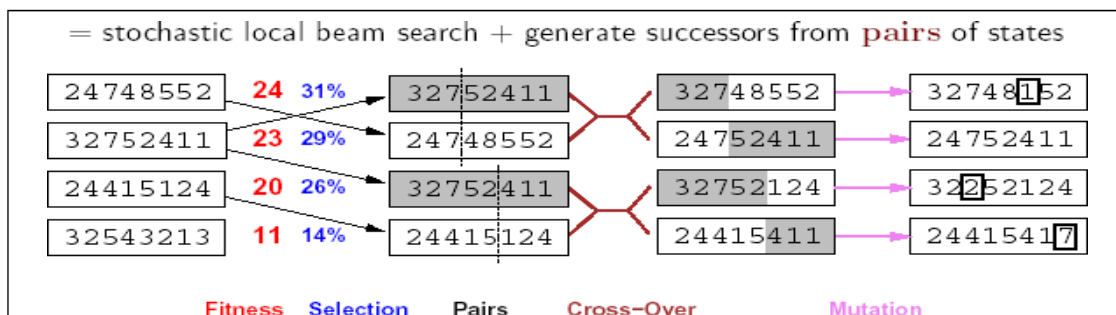 = stochastic local beam search + generate successors from pairs of states
24748552 24 31% 32752411 32748552 32748152
32752411 23 29% 24748552 24752411 24752411
24415124 20 26% 32752411 32752124 32252124
32543213 11 14% 24415124 24415411 24415417
Fitness Selection Pairs Cross–Over Mutation